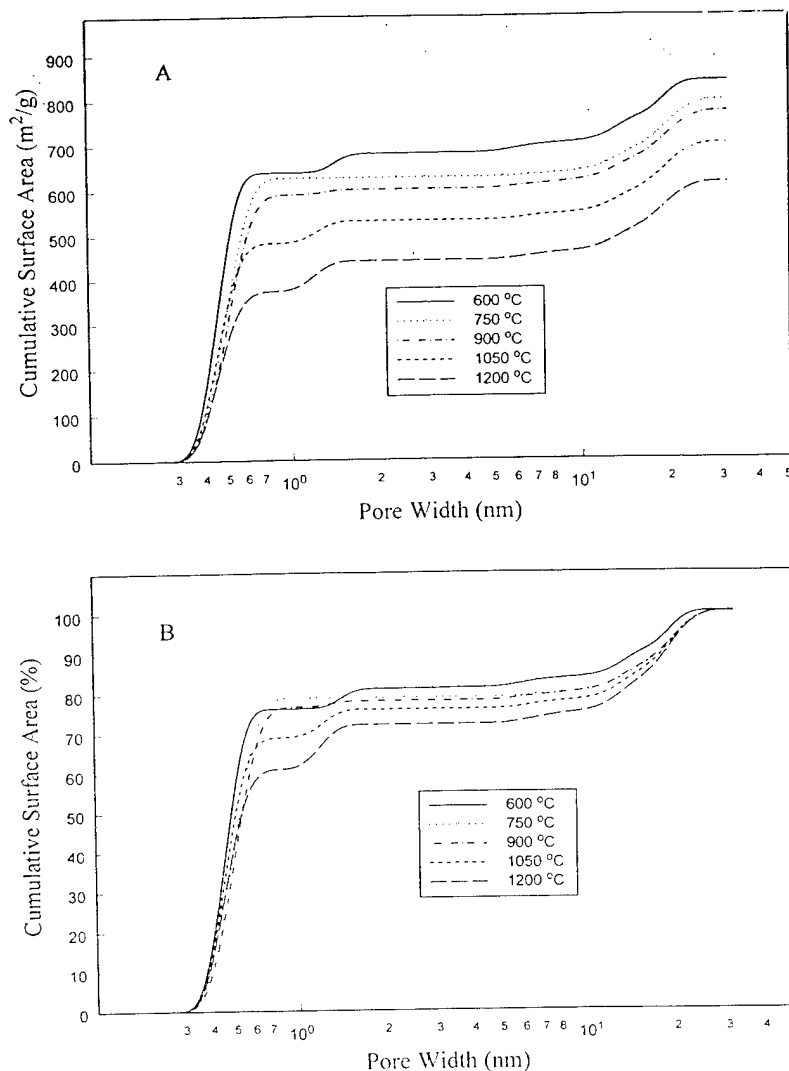 A
Cumulative Surface Area (m²/g)
900
800
700
600
500
400
300
200
100
0
600 °C
750 °C
900 °C
1050 °C
1200 °C
3 4 5 6 7 10⁰ 2 3 4 5 6 7 8 10¹ 2 3 4 5
Pore Width (nm)
B
Cumulative Surface Area (%)
100
90
80
70
60
50
40
30
20
10
0
600 °C
750 °C
900 °C
1050 °C
1200 °C
3 4 5 6 7 10⁰ 2 3 4 5 6 7 8 10¹ 2 3 4
Pore Width (nm)